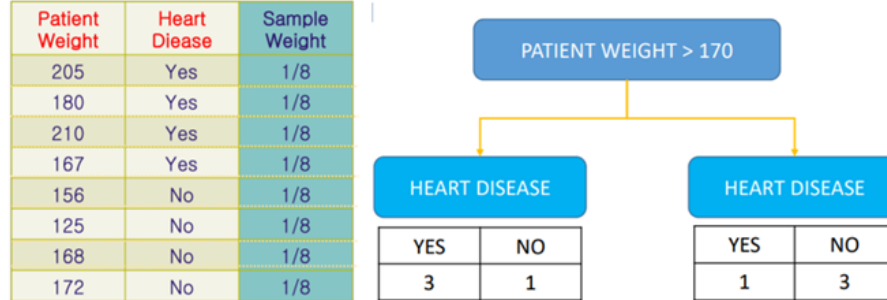 Patient Weight Heart Diease Sample Weight
205 Yes 1/8
180 Yes 1/8
210 Yes 1/8
167 Yes 1/8
156 No 1/8
125 No 1/8
168 No 1/8
172 No 1/8
PATIENT WEIGHT > 170
HEART DISEASE
YES NO
3 1
HEART DISEASE
YES NO
1 3